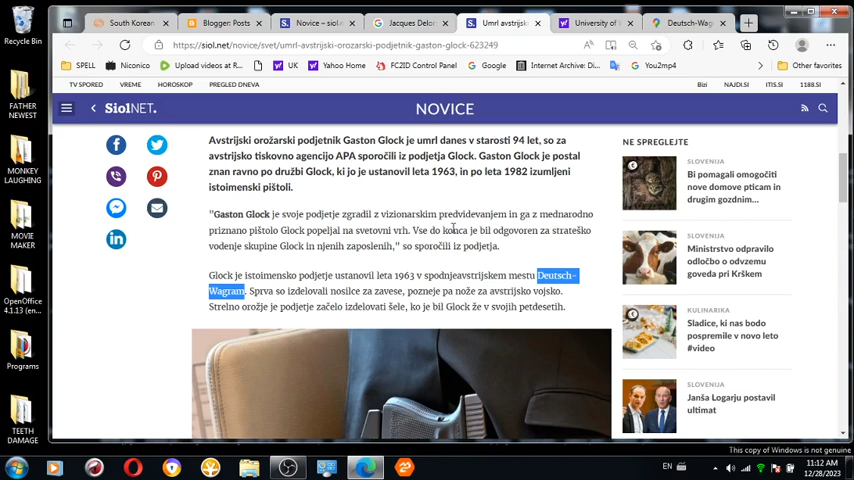 Recycle Bin
FATHER
NEWEST
MONKEY
LAUGHING
MOVIE
MAKER
OpenOffice
4.1.13 (en...
Programs
TEETH
DAMAGE
South Korean
Blogger: Posts
Novice – siol.n
Jacques Delor
Umrl avstrijsk
University of
Deutsch-Wag
https://siol.net/novice/svet/umrl-avstrijski-orozarski-podjetnik-gaston-glock-623249
SPELL
Niconico
Upload videos at R...
UK
Yahoo Home
FC2ID Control Panel
Google
Internet Archive: Di...
You2mp4
Other favorites
TV SPORED
VREME
HOROSKOP
PREGLED DNEVA
Bizi
NAJDI.SI
ITIS.SI
1188.SI
SiolNET.
NOVICE
Avstrijski orožarski podjetnik Gaston Glock je umrl danes v starosti 94 let, so za
avstrijsko tiskovno agencijo APA sporočili iz podjetja Glock. Gaston Glock je postal
znan ravno po družbi Glock, ki jo je ustanovil leta 1963, in po leta 1982 izumljeni
istoimenski pištoli.
"Gaston Glock je svoje podjetje zgradil z vizionarskim predvidevanjem in ga z mednarodno
priznano pištolo Glock popeljal na svetovni vrh. Vse do konca je bil odgovoren za strateško
vodenje skupine Glock in njenih zaposlenih," so sporočili iz podjetja.
Glock je istoimensko podjetje ustanovil leta 1963 v spodnjeavstrijskem mestu Deutsch-
Wagram. Sprva so izdelovali nosilce za zavese, pozneje pa nože za avstrijsko vojsko.
Strelno orožje je podjetje začelo izdelovati šele, ko je bil Glock že v svojih petdesetih.
NE SPREGLEJTE
SLOVENIJA
Bi pomagali omogočiti
nove domove pticam in
drugim gozdnim...
SLOVENIJA
Ministrstvo odpravilo
odločbo o odvzemu
goveda pri Krškem
KULINARIKA
Sladice, ki nas bodo
pospremile v novo leto
#video
SLOVENIJA
Janša Logarju postavil
ultimat
This copy of Windows is not genuine
EN
11:12 AM
12/28/2023